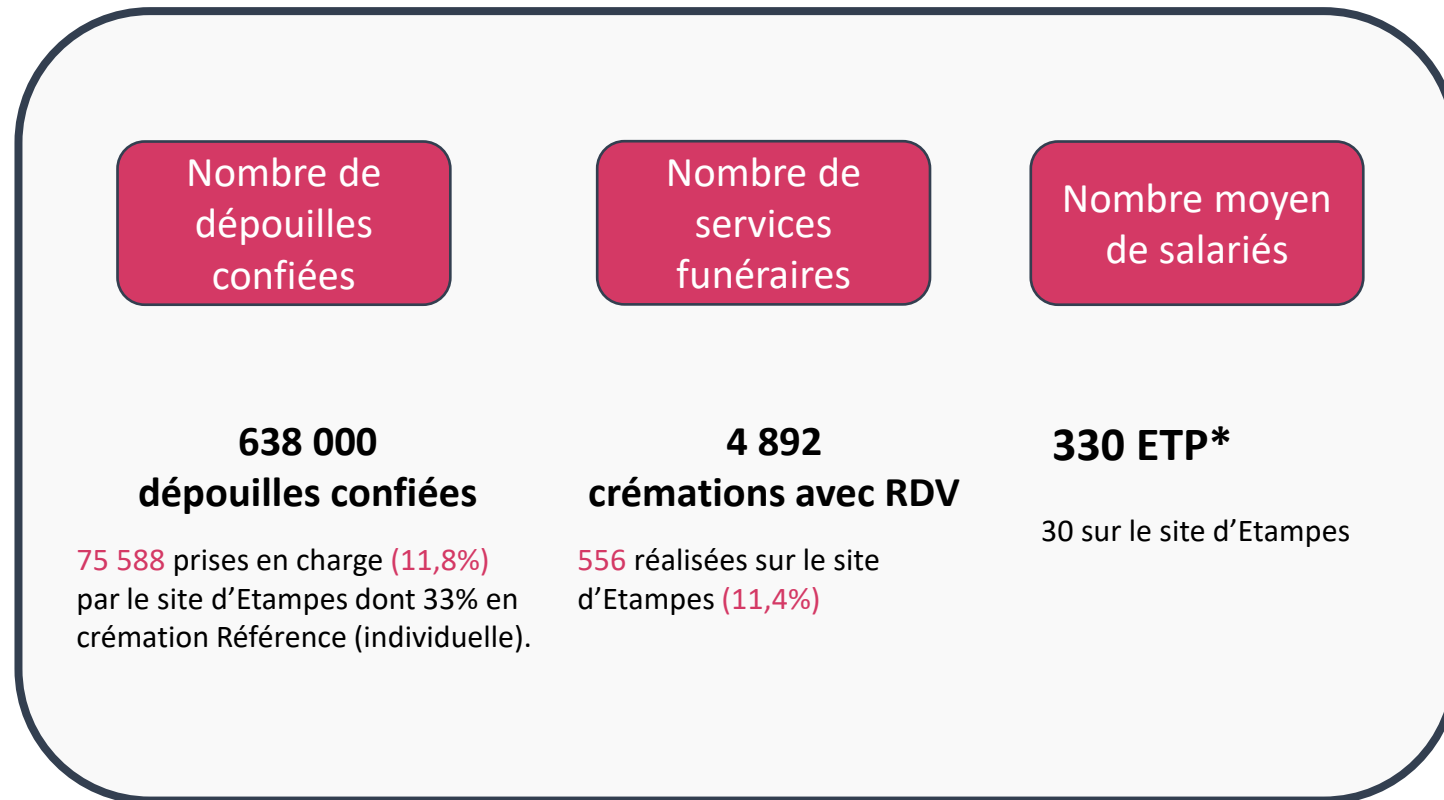 Nombre de
dépouilles
confiées
Nombre de
services
funéraires
Nombre moyen
de salariés
638 000
dépouilles confiées
75 588 prises en charge (11,8%)
par le site d’Etampes dont 33% en
crémation Référence (individuelle).
4 892
crémations avec RDV
556 réalisées sur le site
d’Etampes (11,4%)
330 ETP*
30 sur le site d’Etampes